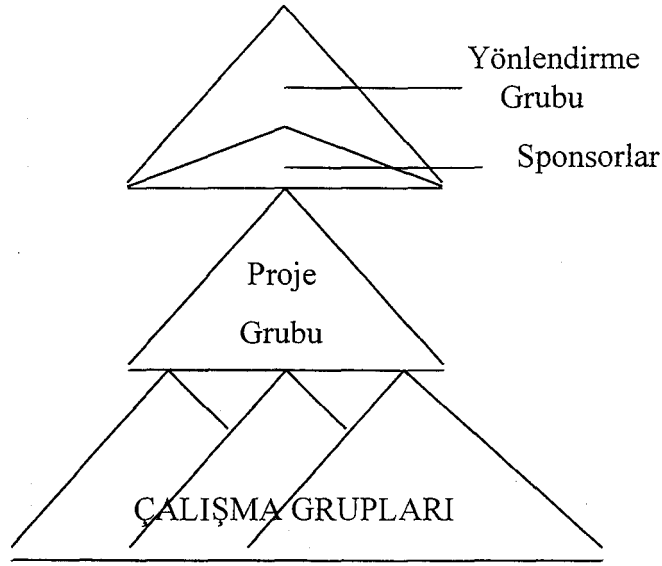 Yönlendirme
Grubu
Sponsorlar
Proje
Grubu
ÇALIŞMA GRUPLARI